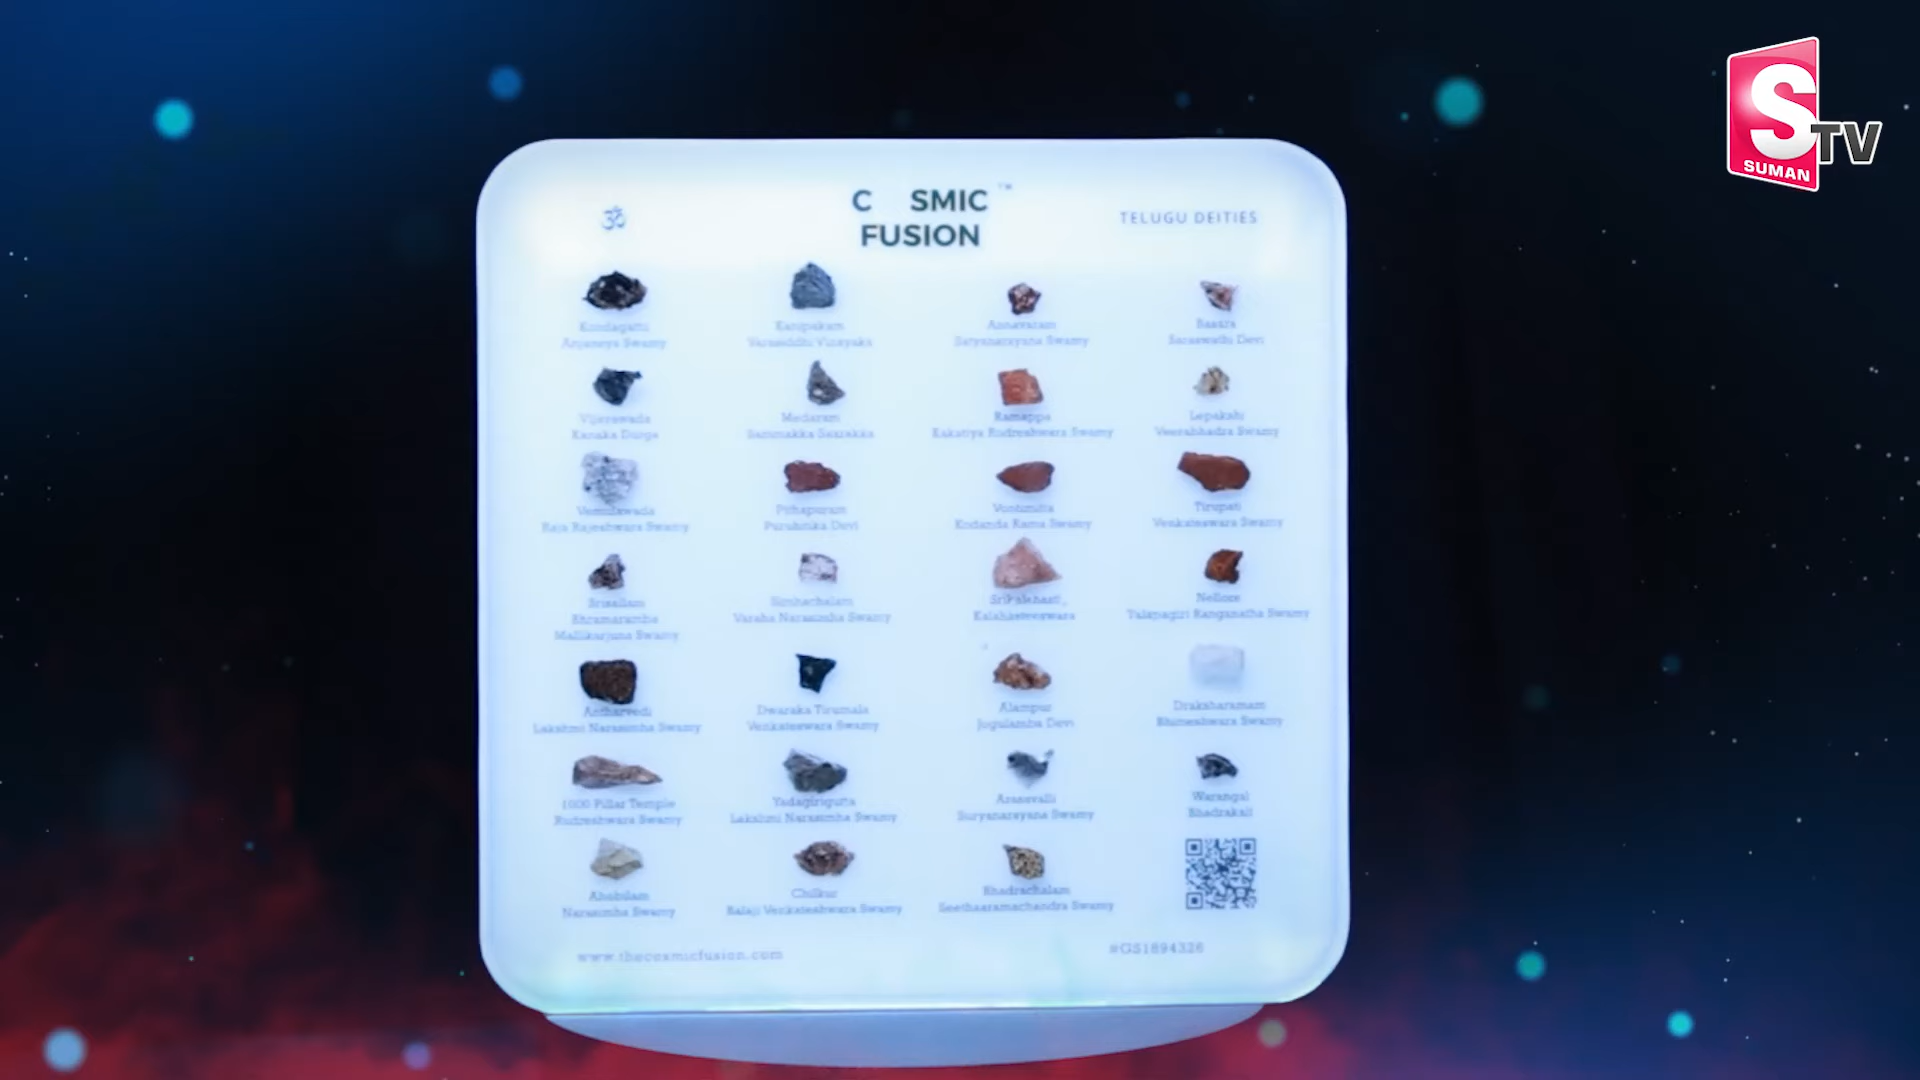 S
TV
SUMAN
ॐ
C SMIC ™
FUSION
TELUGU DEITIES
Kondagattu
Anjaneya Swamy
Kanipakam
Varasiddhi Vinayaka
Annavaram
Satyanarayana Swamy
Basara
Saraswathi Devi
Vijayawada
Kanaka Durga
Medaram
Sammakka Saarakka
Ramappa
Kakatiya Rudreshwara Swamy
Lepakshi
Veerabhadra Swamy
Vemulawada
Raja Rajeshwara Swamy
Pithapuram
Puruhutika Devi
Vontimitta
Kodanda Rama Swamy
Tirupati
Venkateswara Swamy
Srisailam
Bhramaramba
Mallikarjuna Swamy
Simhachalam
Varaha Narasimha Swamy
Srikalahasti
Kalahasteeswara
Nellore
Talapagiri Ranganatha Swamy
Antharvedi
Lakshmi Narasimha Swamy
Dwaraka Tirumala
Venkateswara Swamy
Alampur
Jogulamba Devi
Draksharamam
Bhimeshwara Swamy
1000 Pillar Temple
Rudreshwara Swamy
Yadagirigutta
Lakshmi Narasimha Swamy
Arasavalli
Suryanarayana Swamy
Warangal
Bhadrakali
Ahobilam
Narasimha Swamy
Chilkur
Balaji Venkateshwara Swamy
Bhadrachalam
Seethaaramachandra Swamy
www.thecosmicfusion.com
#GS1894326